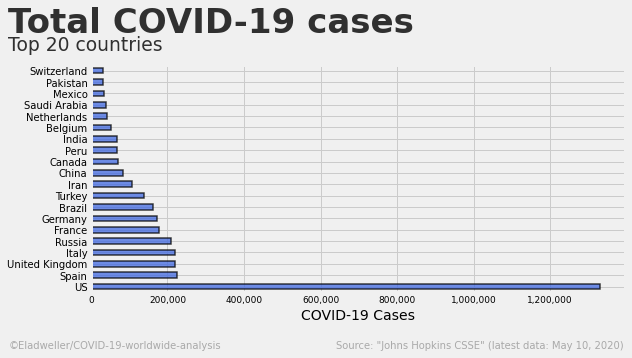 Total COVID-19 cases
Top 20 countries
Switzerland
Pakistan
Mexico
Saudi Arabia
Netherlands
Belgium
India
Peru
Canada
China
Iran
Turkey
Brazil
Germany
France
Russia
Italy
United Kingdom
Spain
US
0 200,000 400,000 600,000 800,000 1,000,000 1,200,000
COVID-19 Cases
©Eladweller/COVID-19-worldwide-analysis Source: "Johns Hopkins CSSE" (latest data: May 10, 2020)